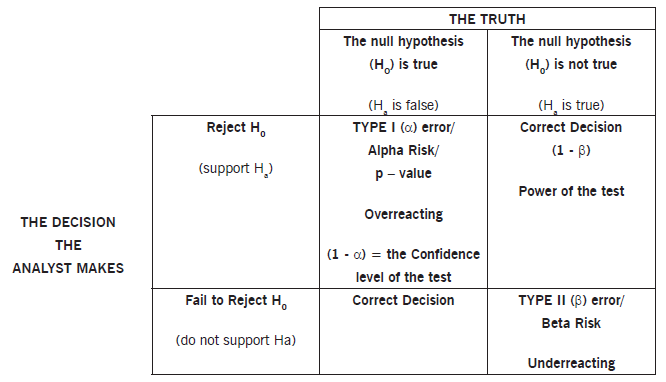 THE TRUTH
The null hypothesis
(Ho) is true
(Ha is false)
The null hypothesis
(Ho) is not true
(Ha is true)
THE DECISION
THE
ANALYST MAKES
Reject Ho
(support Ha)
TYPE I (α) error/
Alpha Risk/
p – value
Overreacting
(1 - α) = the Confidence
level of the test
Correct Decision
(1 - β)
Power of the test
Fail to Reject Ho
(do not support Ha)
Correct Decision
TYPE II (β) error/
Beta Risk
Underreacting